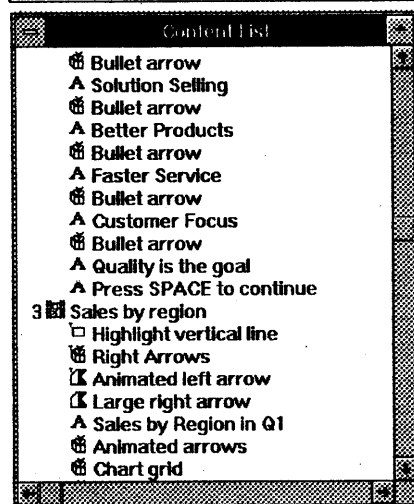 Content List
Bullet arrow
A Solution Selling
Bullet arrow
A Better Products
Bullet arrow
A Faster Service
Bullet arrow
A Customer Focus
Bullet arrow
A Quality is the goal
A Press SPACE to continue
3 Sales by region
Highlight vertical line
Right Arrows
Animated left arrow
Large right arrow
A Sales by Region in Q1
Animated arrows
Chart grid